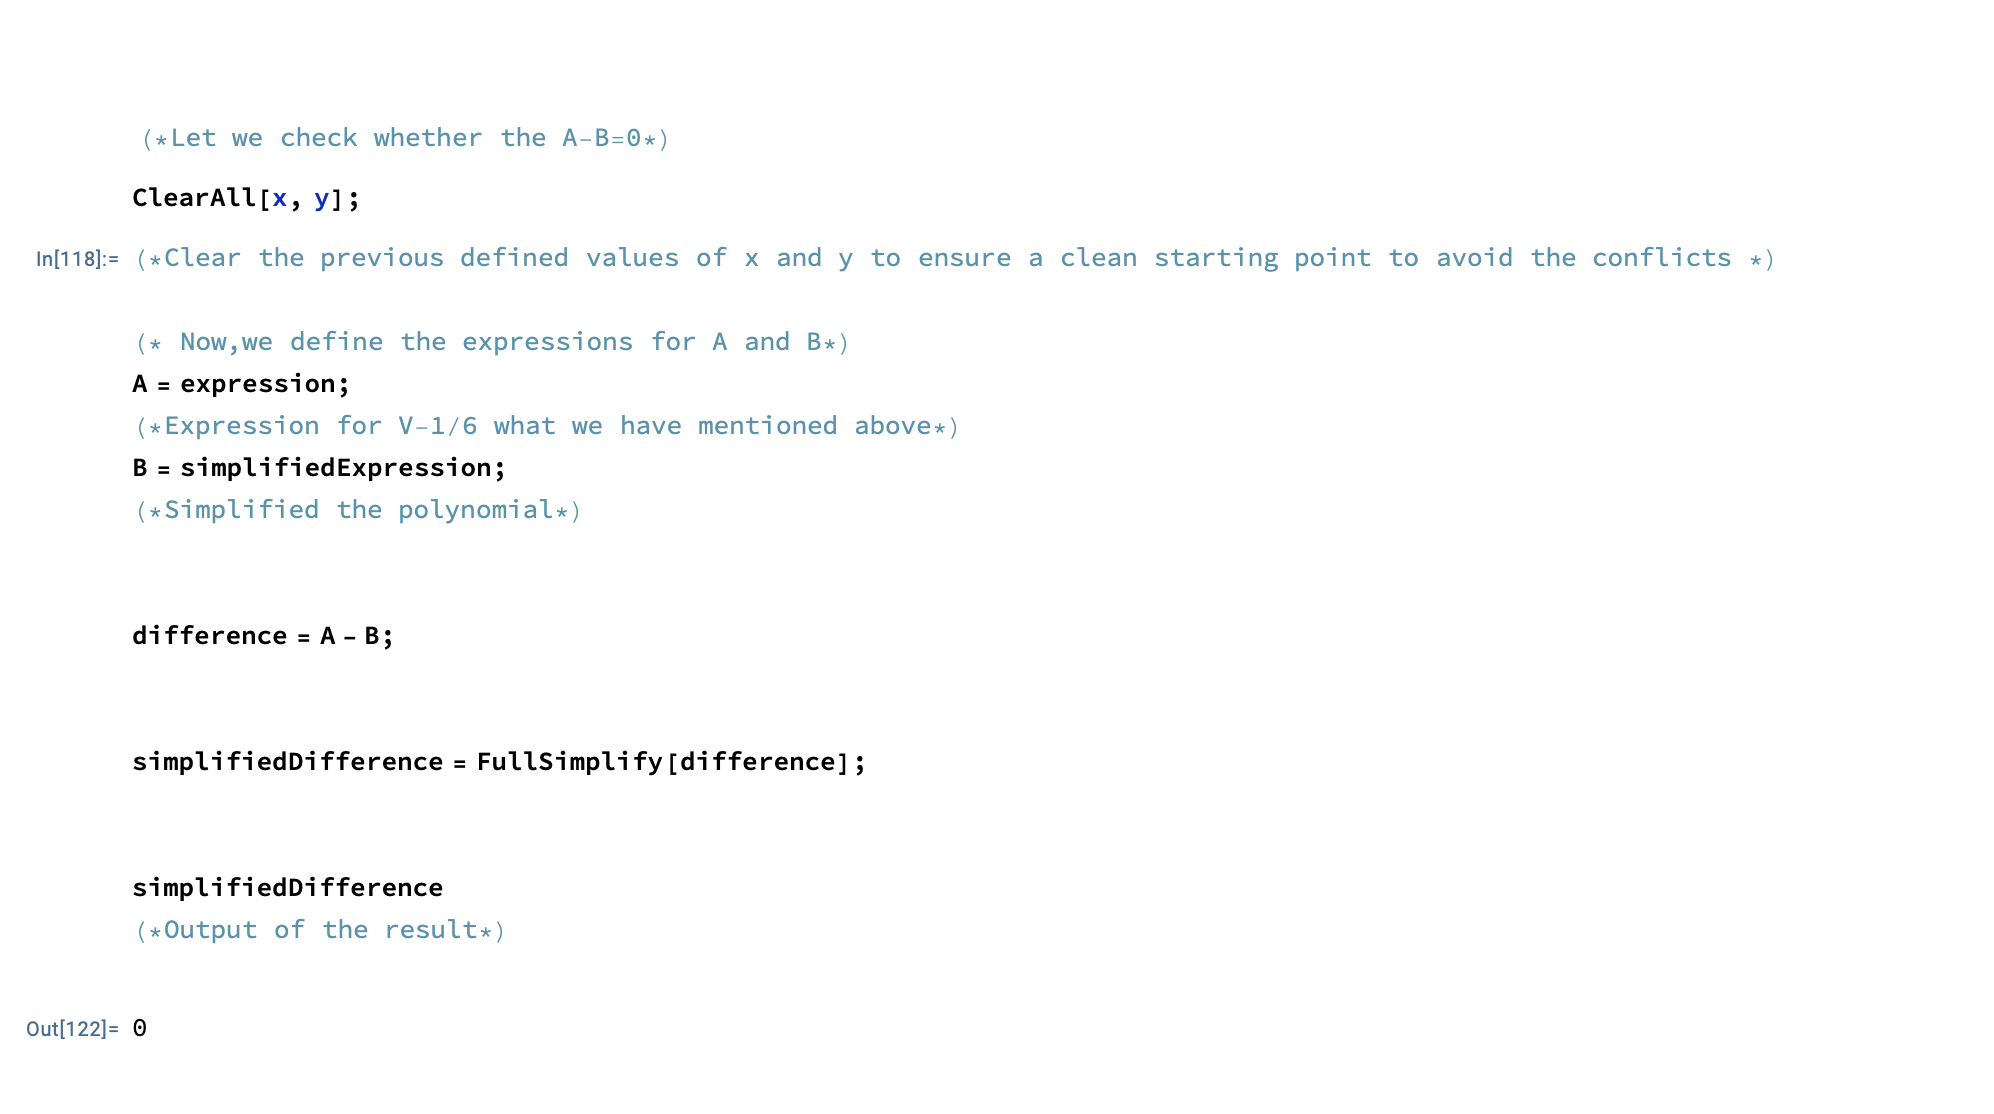 (*Let we check whether the A-B=0*)
ClearAll[x, y];
In[118]:= (*Clear the previous defined values of x and y to ensure a clean starting point to avoid the conflicts *)
(* Now,we define the expressions for A and B*)
A = expression;
(*Expression for V-1/6 what we have mentioned above*)
B = simplifiedExpression;
(*Simplified the polynomial*)
difference = A - B;
simplifiedDifference = FullSimplify[difference];
simplifiedDifference
(*Output of the result*)
Out[122]= 0